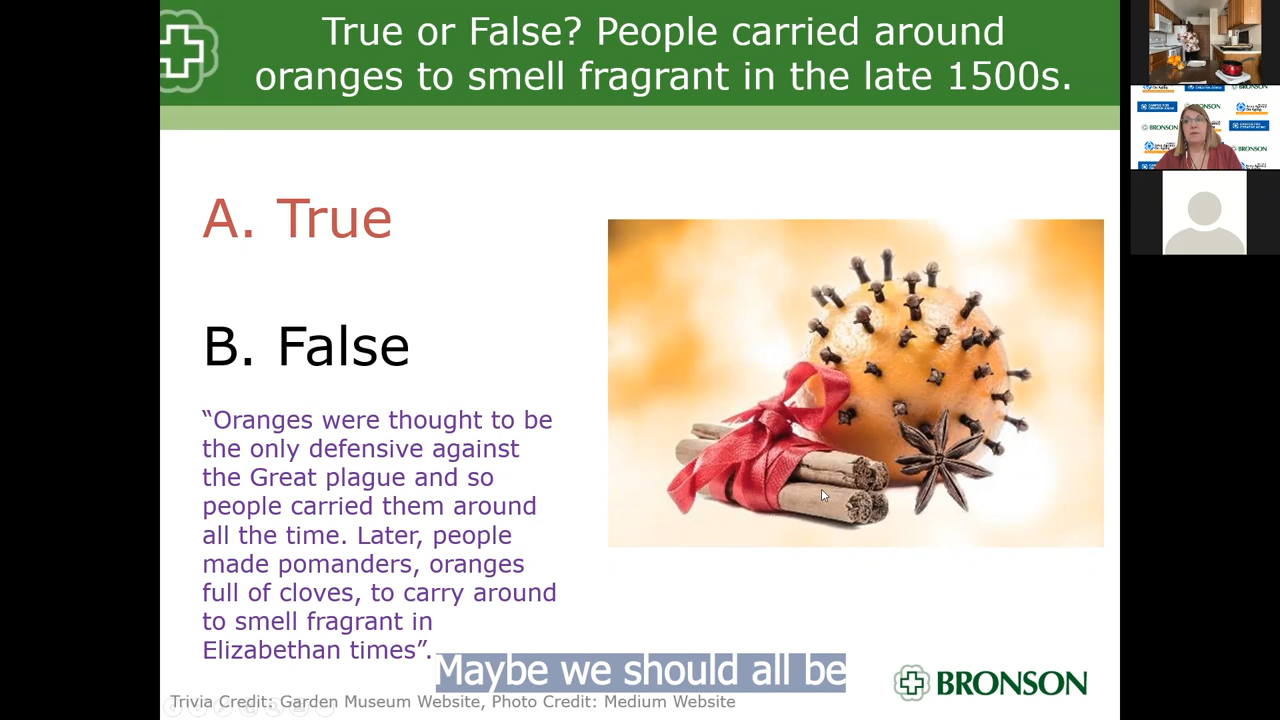 True or False? People carried around
oranges to smell fragrant in the late 1500s.
A. True
B. False
“Oranges were thought to be
the only defensive against
the Great plague and so
people carried them around
all the time. Later, people
made pomanders, oranges
full of cloves, to carry around
to smell fragrant in
Elizabethan times”.
Maybe we should all be
Trivia Credit: Garden Museum Website, Photo Credit: Medium Website
BRONSON
BRONSON
BRONSON
BRONSON